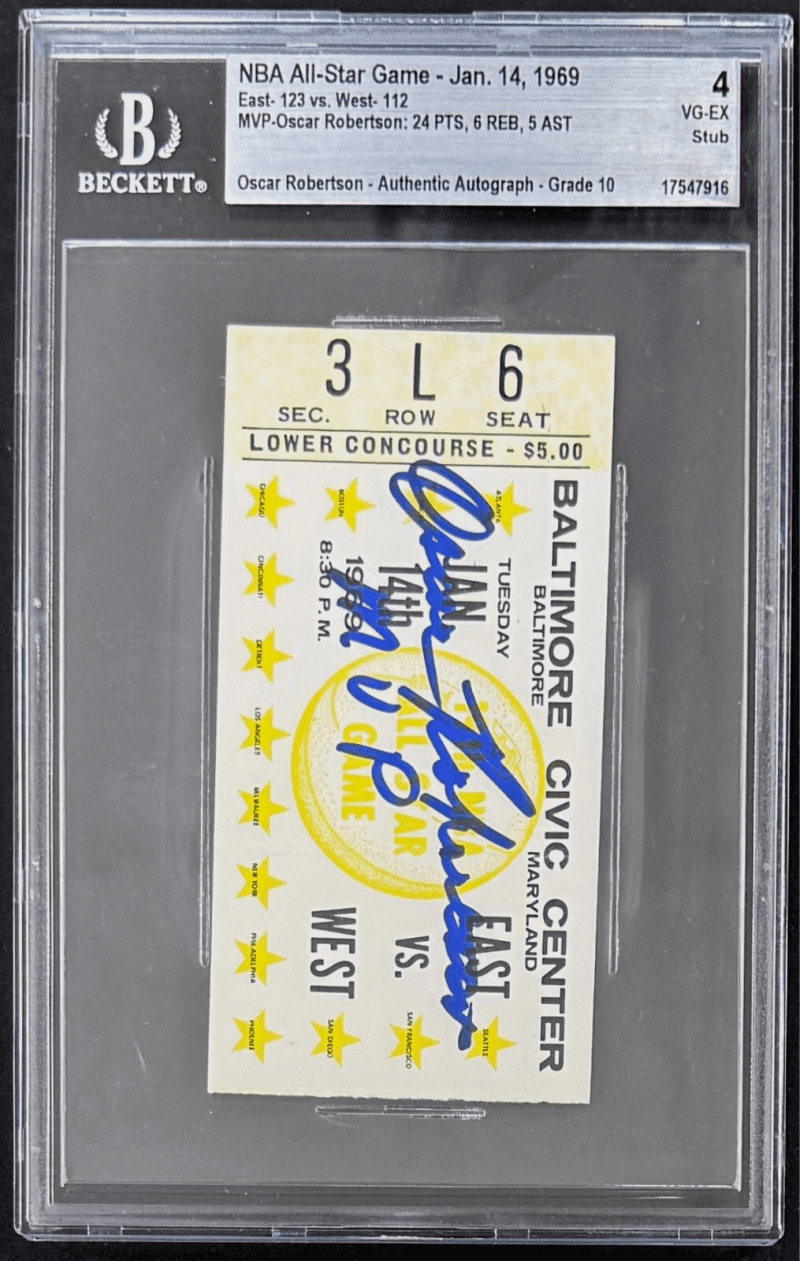 NBA All-Star Game - Jan. 14, 1969
East- 123 vs. West- 112
MVP-Oscar Robertson: 24 PTS, 6 REB, 5 AST
Oscar Robertson - Authentic Autograph - Grade 10
4
VG-EX
Stub
17547916
B
BECKETT®
3 L 6
SEC. ROW SEAT
LOWER CONCOURSE - $5.00
BALTIMORE CIVIC CENTER
BALTIMORE MARYLAND
TUESDAY
JAN
14th
1969
8:30 P.M.
NBA
ALL STAR
GAME
EAST
VS.
WEST
Oscar Robertson
MVP
ATLANTA
BOSTON
CHICAGO
CINCINNATI
DETROIT
LOS ANGELES
MILWAUKEE
NEW YORK
PHILADELPHIA
PHOENIX
SAN DIEGO
SAN FRANCISCO
SEATTLE